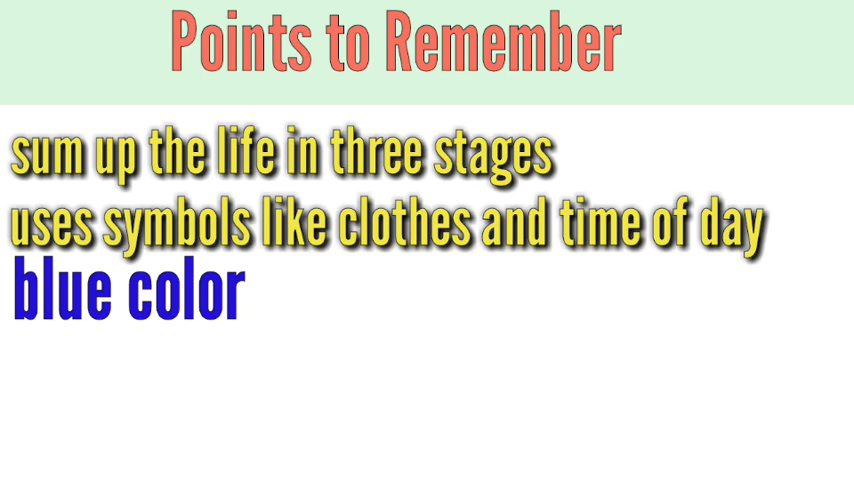 Points to Remember
sum up the life in three stages
uses symbols like clothes and time of day
blue color